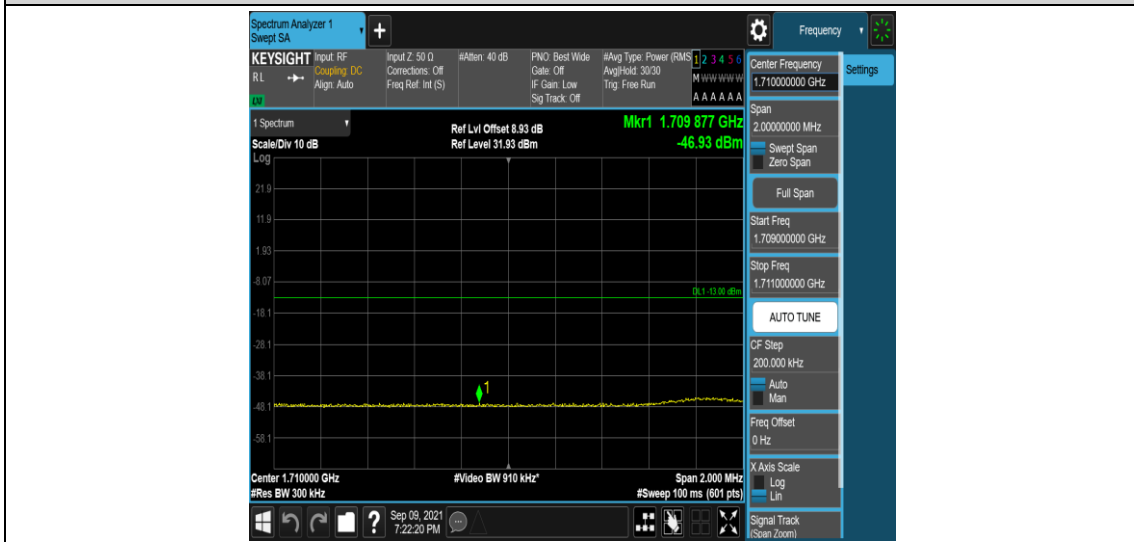 Spectrum Analyzer 1
Swept SA
+
Frequency
KEYSIGHT Input: RF Input Z: 50 Ω #Atten: 40 dB PNO: Best Wide #Avg Type: Power (RMS 1 2 3 4 5 6
RL Coupling: DC Corrections: Off Gate: Off Avg|Hold: 30/30 M W W W W W
Align: Auto Freq Ref: Int (S) IF Gain: Low Trig: Free Run
Sig Track: Off A A A A A A
1 Spectrum
Scale/Div 10 dB
Ref Lvl Offset 8.93 dB
Ref Level 31.93 dBm
Mkr1 1.709 877 GHz
-46.93 dBm
Log
21.9
11.9
1.93
-8.07
DL1 -13.00 dBm
-18.1
-28.1
-38.1
1
-48.1
-58.1
Center 1.710000 GHz #Video BW 910 kHz* Span 2.000 MHz
#Res BW 300 kHz #Sweep 100 ms (601 pts)
? Sep 09, 2021
7:22:20 PM
Center Frequency
1.710000000 GHz
Settings
Span
2.00000000 MHz
Swept Span
Zero Span
Full Span
Start Freq
1.709000000 GHz
Stop Freq
1.711000000 GHz
AUTO TUNE
CF Step
200.000 kHz
Auto
Man
Freq Offset
0 Hz
X Axis Scale
Log
Lin
Signal Track
(Span Zoom)